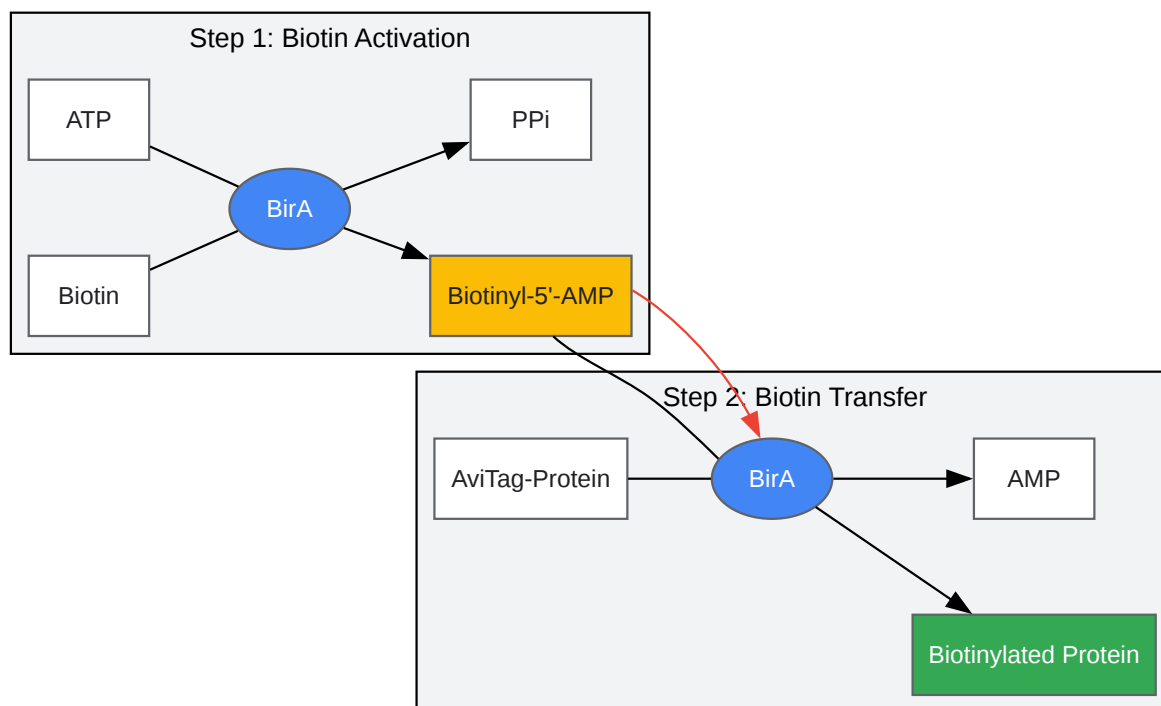 Step 1: Biotin Activation
ATP
PPi
BirA
Biotin
Biotinyl-5'-AMP
Step 2: Biotin Transfer
AviTag-Protein
BirA
AMP
Biotinylated Protein